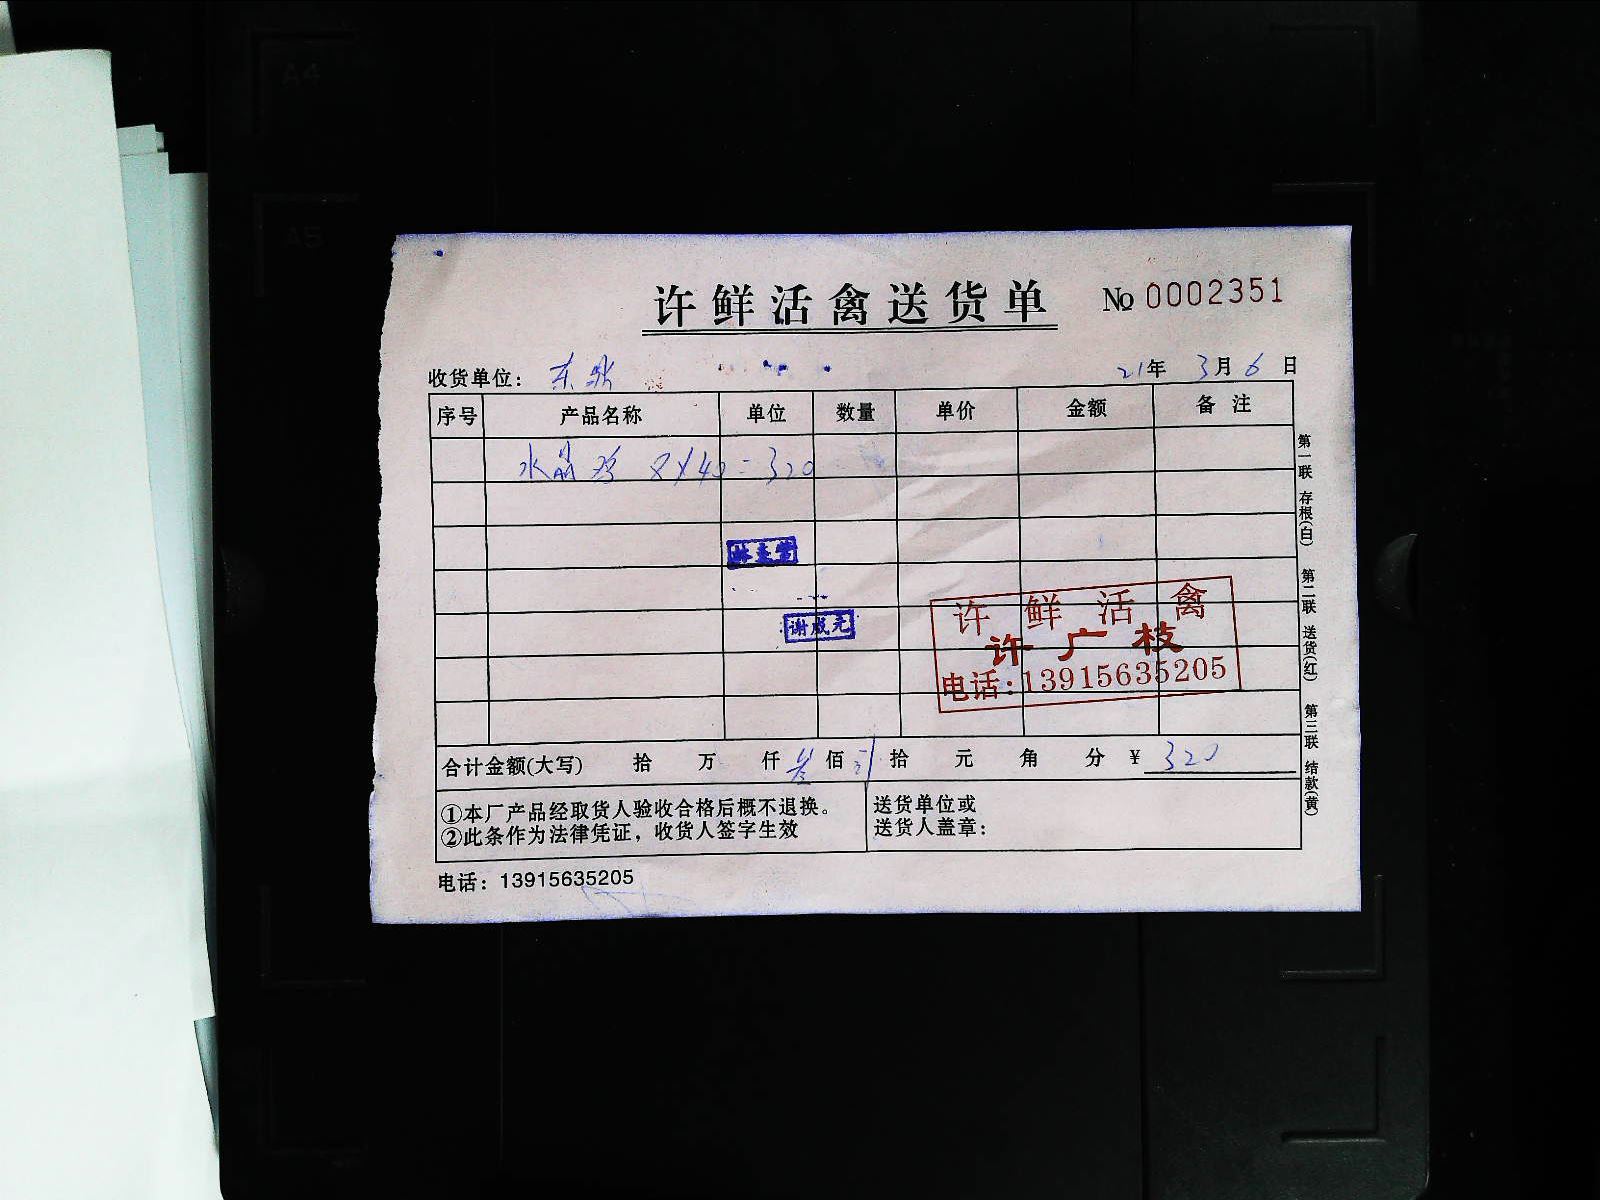 A4
A5
许鲜活禽送货单 No 0002351
收货单位： 东 21年 3月6日
序号 产品名称 单位 数量 单价 金额 备注
水晶鸡 8×40=320
谢成元
许鲜活禽
许广枝
电话:13915635205
合计金额(大写) 拾 万 仟 叁佰 贰拾 元 角 分 ¥ 320
①本厂产品经取货人验收合格后概不退换。
②此条作为法律凭证，收货人签字生效
送货单位或
送货人盖章：
电话：13915635205
第一联 存根(白) 第二联 送货(红) 第三联 结款(黄)